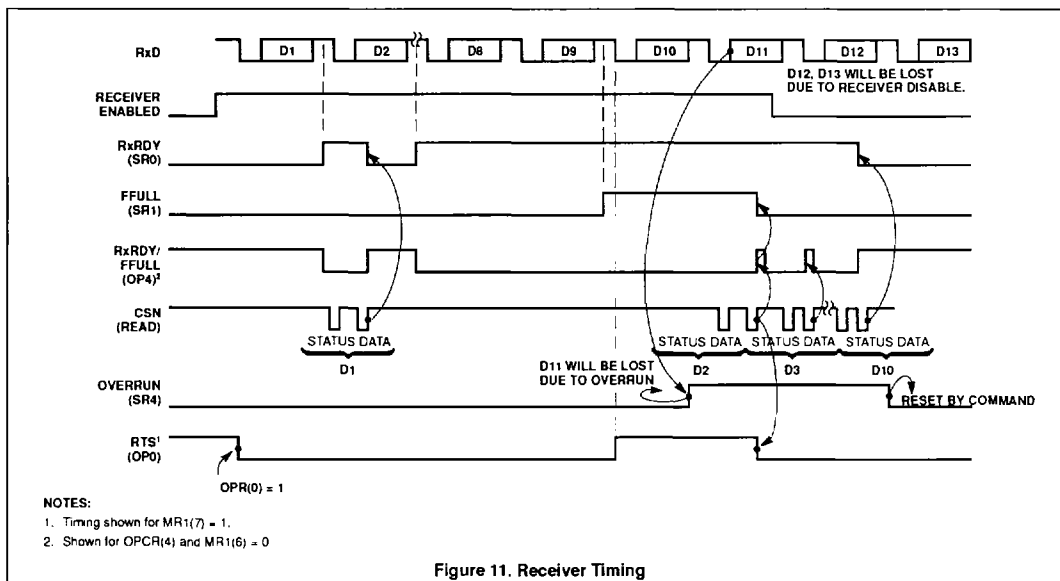 RxD D1 D2 D8 D9 D10 D11 D12 D13
D12, D13 WILL BE LOST
DUE TO RECEIVER DISABLE.
RECEIVER
ENABLED
RxRDY
(SR0)
FFULL
(SR1)
RxRDY/
FFULL
(OP4)²
CSN
(READ)
STATUS DATA STATUS DATA STATUS DATA STATUS DATA
D1 D2 D3 D10
D11 WILL BE LOST
DUE TO OVERRUN
OVERRUN
(SR4)
RESET BY COMMAND
RTS¹
(OP0)
OPR(0) = 1
NOTES:
1. Timing shown for MR1(7) = 1.
2. Shown for OPCR(4) and MR1(6) = 0
Figure 11. Receiver Timing